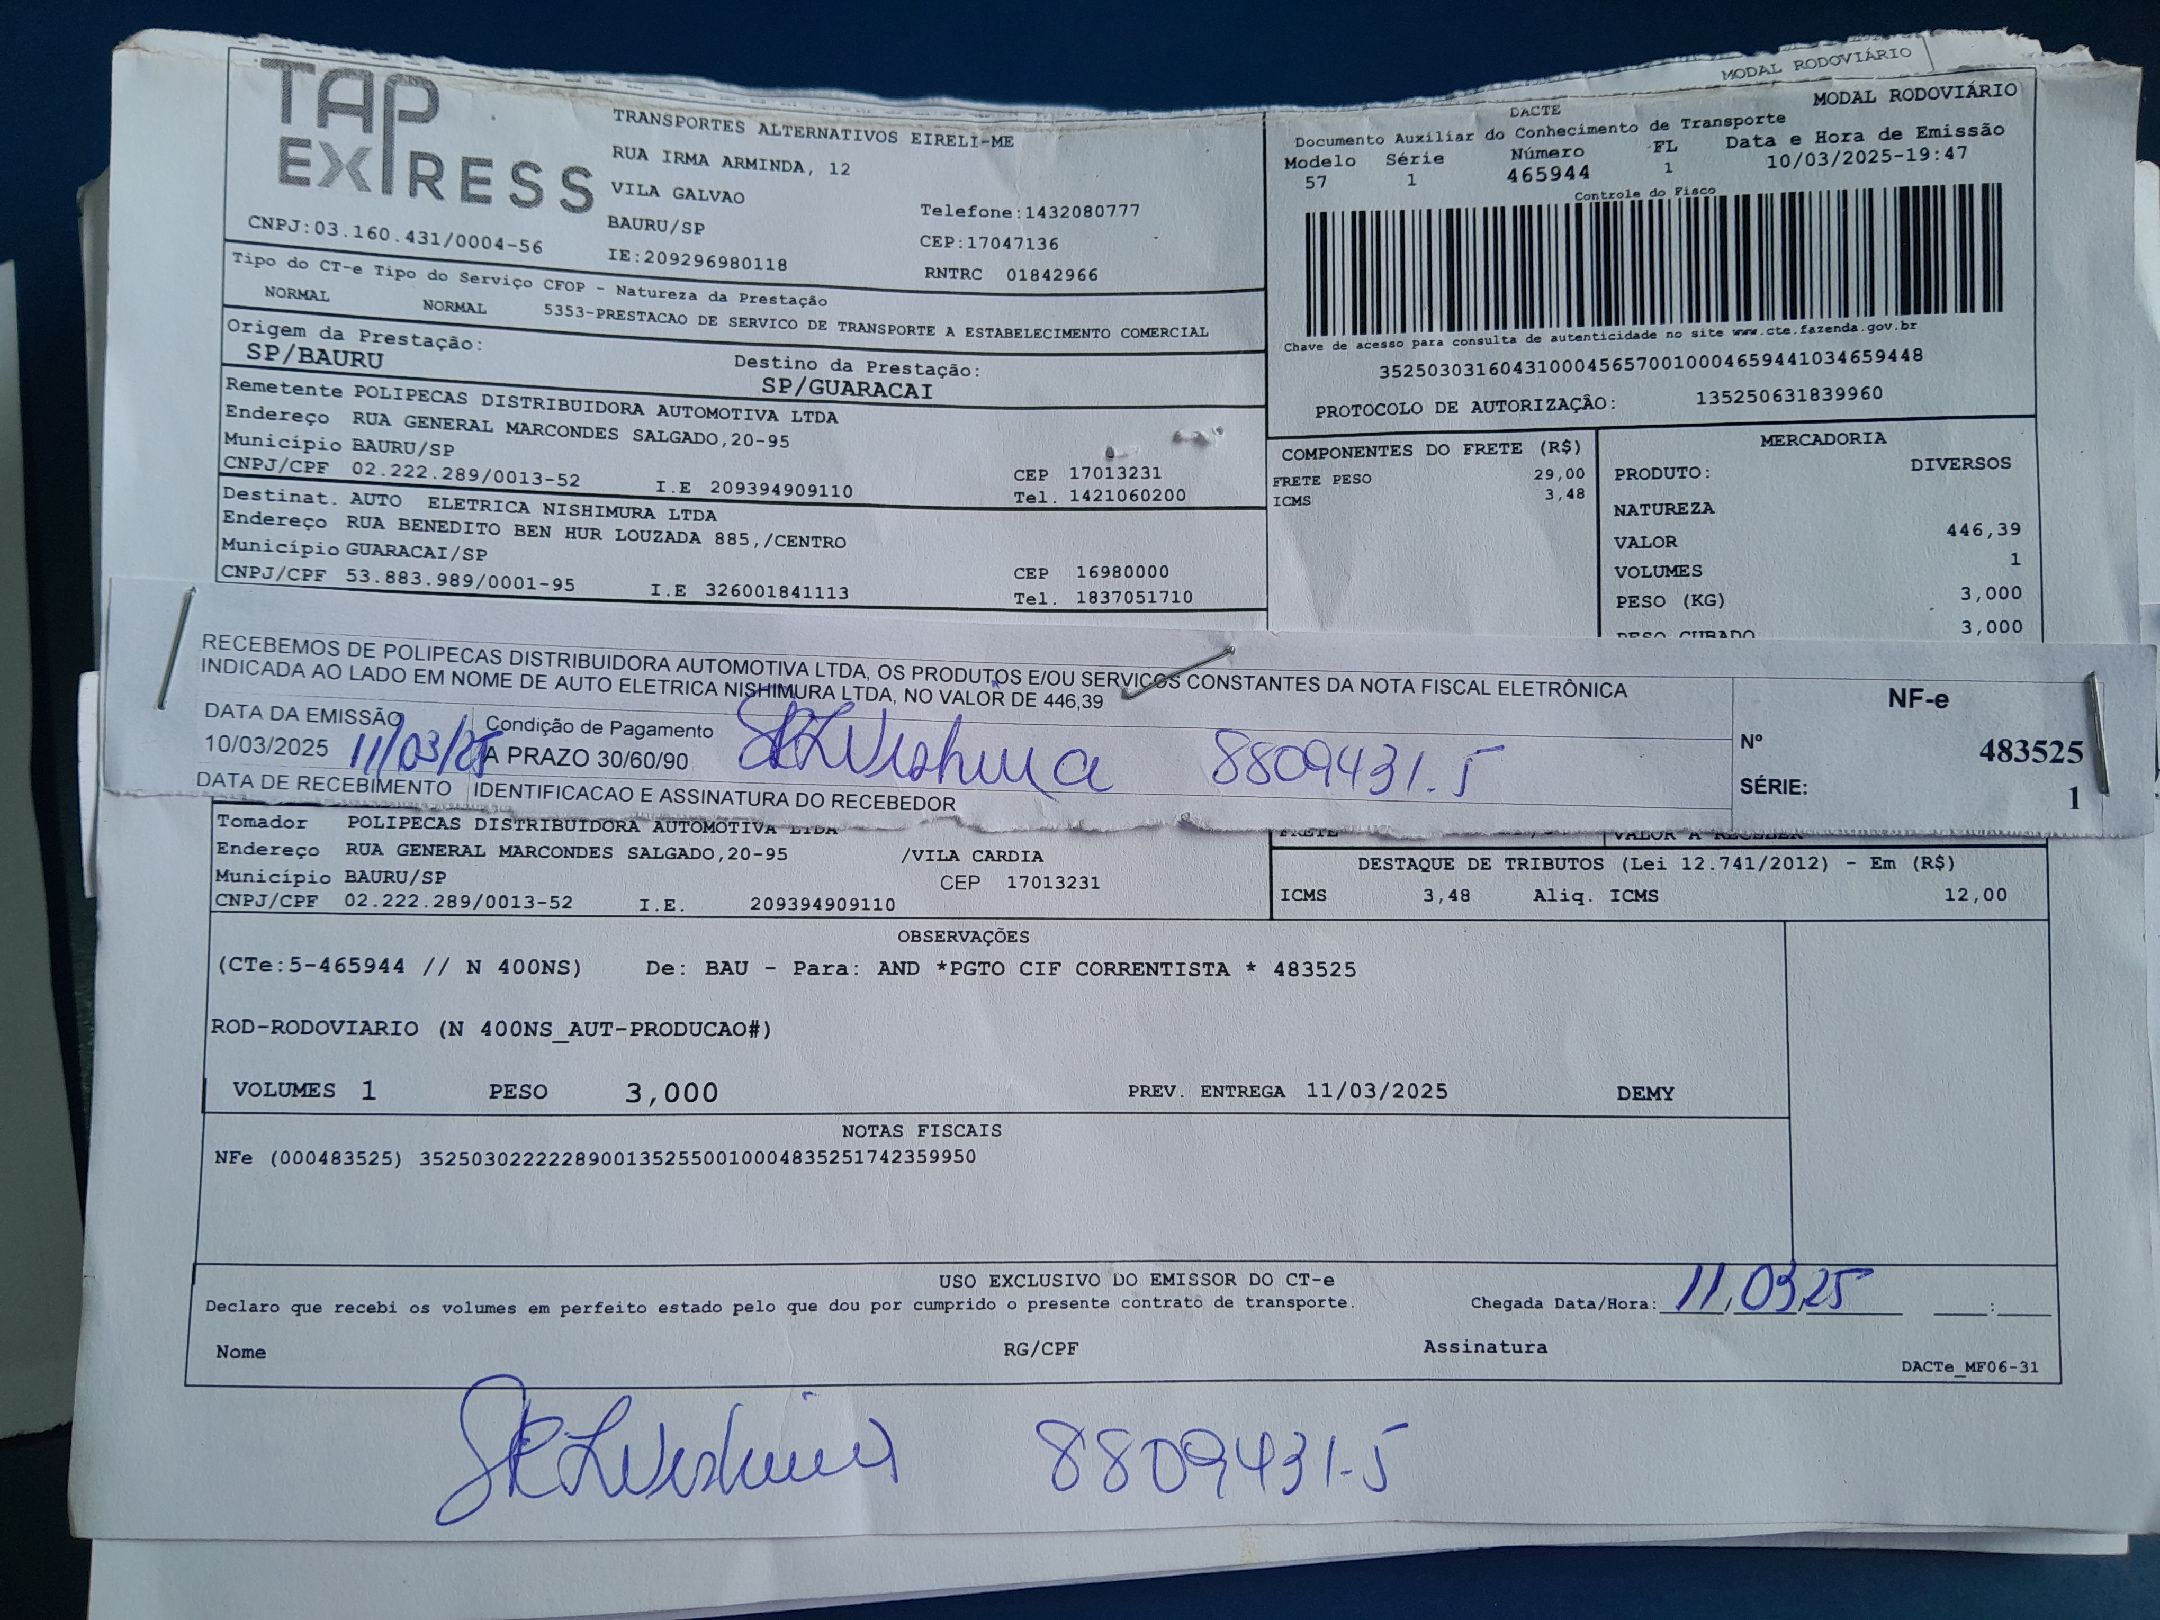 MODAL RODOVIÁRIO
TAP
EXPRESS
CNPJ:03.160.431/0004-56
TRANSPORTES ALTERNATIVOS EIRELI-ME
RUA IRMA ARMINDA, 12
VILA GALVAO
BAURU/SP
IE:209296980118
Telefone:1432080777
CEP:17047136
RNTRC 01842966
DACTE
MODAL RODOVIÁRIO
Documento Auxiliar do Conhecimento de Transporte
Modelo Série Número FL Data e Hora de Emissão
57 1 465944 1 10/03/2025-19:47
Controle do Fisco
Chave de acesso para consulta de autenticidade no site www.cte.fazenda.gov.br
35250303160431000456570010004659441034659448
PROTOCOLO DE AUTORIZAÇÃO: 135250631839960
Tipo do CT-e Tipo do Serviço CFOP - Natureza da Prestação
NORMAL NORMAL 5353-PRESTACAO DE SERVICO DE TRANSPORTE A ESTABELECIMENTO COMERCIAL
Origem da Prestação: Destino da Prestação:
SP/BAURU SP/GUARACAI
Remetente POLIPECAS DISTRIBUIDORA AUTOMOTIVA LTDA
Endereço RUA GENERAL MARCONDES SALGADO,20-95
Município BAURU/SP CEP 17013231
CNPJ/CPF 02.222.289/0013-52 I.E 209394909110 Tel. 1421060200
Destinat. AUTO ELETRICA NISHIMURA LTDA
Endereço RUA BENEDITO BEN HUR LOUZADA 885,/CENTRO
Município GUARACAI/SP CEP 16980000
CNPJ/CPF 53.883.989/0001-95 I.E 326001841113 Tel. 1837051710
COMPONENTES DO FRETE (R$)
FRETE PESO 29,00
ICMS 3,48
MERCADORIA
PRODUTO: DIVERSOS
NATUREZA
VALOR 446,39
VOLUMES 1
PESO (KG) 3,000
PESO CUBADO 3,000
RECEBEMOS DE POLIPECAS DISTRIBUIDORA AUTOMOTIVA LTDA, OS PRODUTOS E/OU SERVIÇOS CONSTANTES DA NOTA FISCAL ELETRÔNICA
INDICADA AO LADO EM NOME DE AUTO ELETRICA NISHIMURA LTDA, NO VALOR DE 446,39
DATA DA EMISSÃO Condição de Pagamento
10/03/2025 11/03/25 A PRAZO 30/60/90 8809431.5
DATA DE RECEBIMENTO IDENTIFICACAO E ASSINATURA DO RECEBEDOR
NF-e
Nº 483525
SÉRIE: 1
Tomador POLIPECAS DISTRIBUIDORA AUTOMOTIVA LTDA
Endereço RUA GENERAL MARCONDES SALGADO,20-95 /VILA CARDIA
Município BAURU/SP CEP 17013231
CNPJ/CPF 02.222.289/0013-52 I.E. 209394909110
FRETE VALOR A RECEBER
DESTAQUE DE TRIBUTOS (Lei 12.741/2012) - Em (R$)
ICMS 3,48 Aliq. ICMS 12,00
OBSERVAÇÕES
(CTe:5-465944 // N 400NS) De: BAU - Para: AND *PGTO CIF CORRENTISTA * 483525
ROD-RODOVIARIO (N 400NS_AUT-PRODUCAO#)
VOLUMES 1 PESO 3,000 PREV. ENTREGA 11/03/2025 DEMY
NOTAS FISCAIS
NFe (000483525) 35250302222289001352550010004835251742359950
USO EXCLUSIVO DO EMISSOR DO CT-e
Declaro que recebi os volumes em perfeito estado pelo que dou por cumprido o presente contrato de transporte. Chegada Data/Hora: 11,03,25 :
Nome RG/CPF Assinatura
DACTe_MF06-31
8809431-5